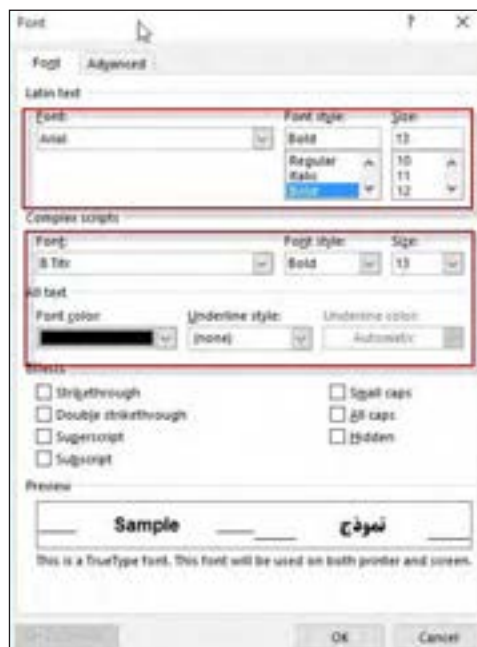 Font ? ×
Font Advanced
Latin text
Font: Font style: Size:
Arial Bold 13
Regular 10
Italic 11
Bold 12
Complex scripts
Font: Font style: Size:
B Titr Bold 13
All text
Font color: Underline style: Underline color:
(none) Automatic
Effects
Strikethrough Small caps
Double strikethrough All caps
Superscript Hidden
Subscript
Preview
Sample نموذج
This is a TrueType font. This font will be used on both printer and screen.
OK Cancel